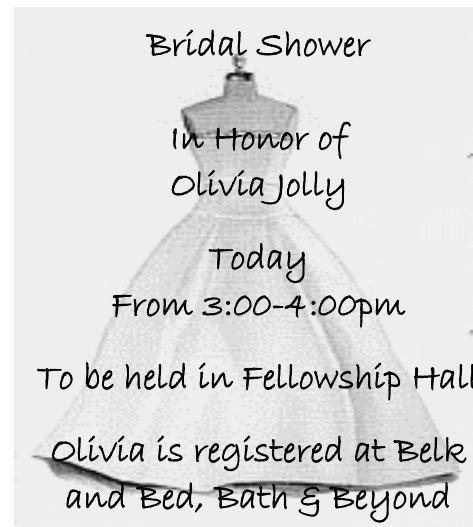 Bridal Shower
In Honor of
Olivia Jolly
Today
From 3:00-4:00pm
To be held in Fellowship Hall
Olivia is registered at Belk
and Bed, Bath & Beyond